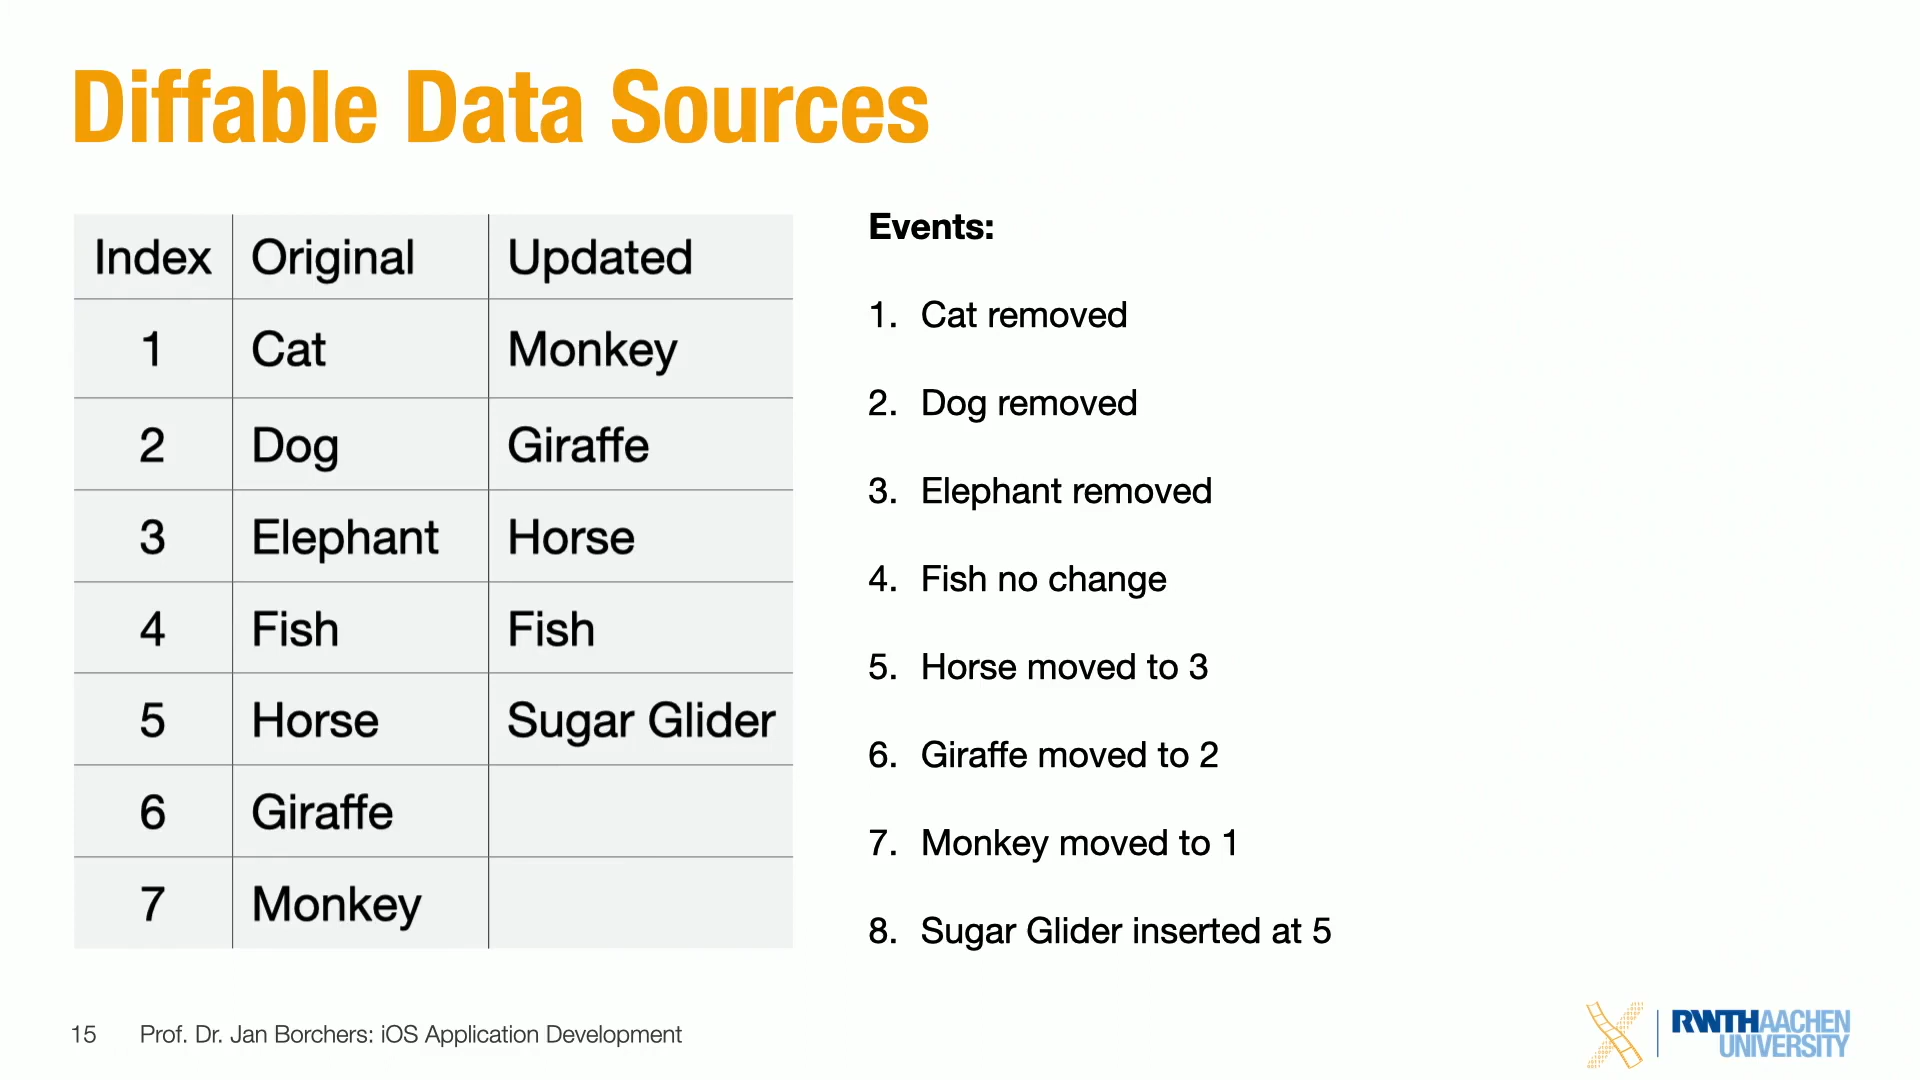 Diffable Data Sources
Index Original Updated
1 Cat Monkey
2 Dog Giraffe
3 Elephant Horse
4 Fish Fish
5 Horse Sugar Glider
6 Giraffe
7 Monkey
Events:
1. Cat removed
2. Dog removed
3. Elephant removed
4. Fish no change
5. Horse moved to 3
6. Giraffe moved to 2
7. Monkey moved to 1
8. Sugar Glider inserted at 5
15 Prof. Dr. Jan Borchers: iOS Application Development
RWTHAACHEN
UNIVERSITY